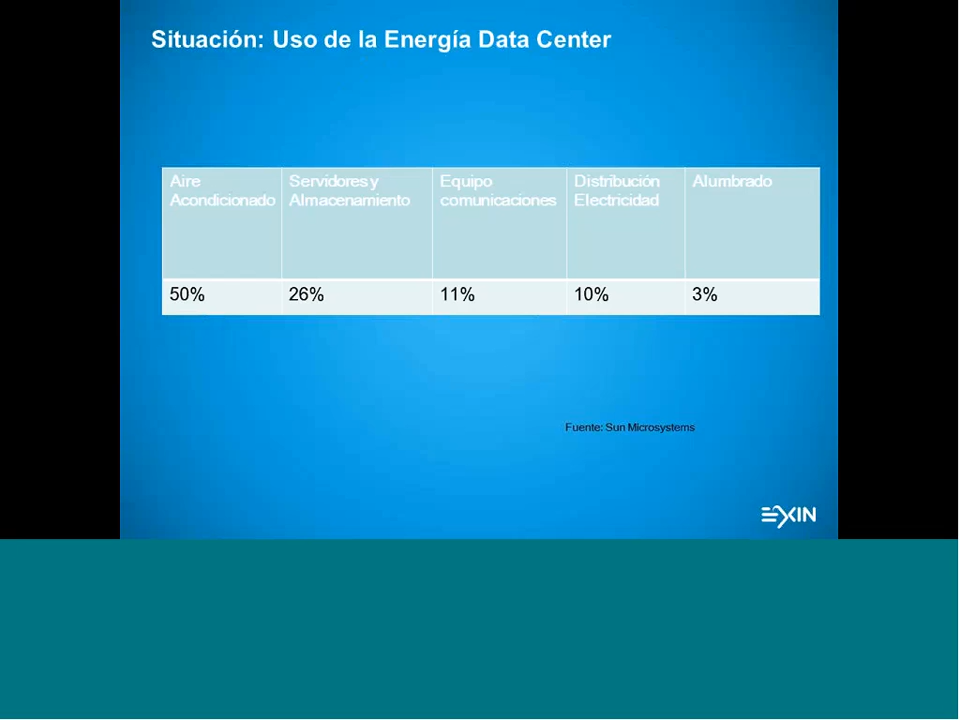 Situación: Uso de la Energía Data Center
Aire
Acondicionado
Servidores y
Almacenamiento
Equipo
comunicaciones
Distribución
Electricidad
Alumbrado
50%
26%
11%
10%
3%
Fuente: Sun Microsystems
EXIN